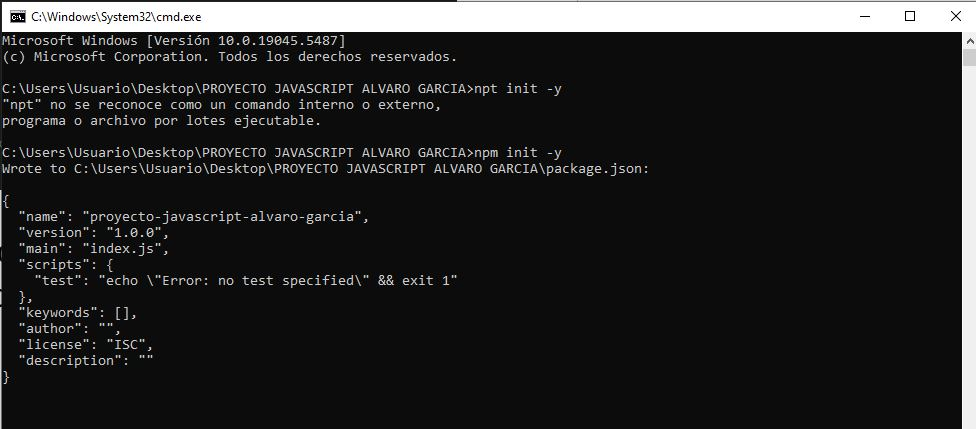 C:\Windows\System32\cmd.exe
Microsoft Windows [Versión 10.0.19045.5487]
(c) Microsoft Corporation. Todos los derechos reservados.
C:\Users\Usuario\Desktop\PROYECTO JAVASCRIPT ALVARO GARCIA>npt init -y
"npt" no se reconoce como un comando interno o externo,
programa o archivo por lotes ejecutable.
C:\Users\Usuario\Desktop\PROYECTO JAVASCRIPT ALVARO GARCIA>npm init -y
Wrote to C:\Users\Usuario\Desktop\PROYECTO JAVASCRIPT ALVARO GARCIA\package.json:
{
  "name": "proyecto-javascript-alvaro-garcia",
  "version": "1.0.0",
  "main": "index.js",
  "scripts": {
    "test": "echo \"Error: no test specified\" && exit 1"
  },
  "keywords": [],
  "author": "",
  "license": "ISC",
  "description": ""
}